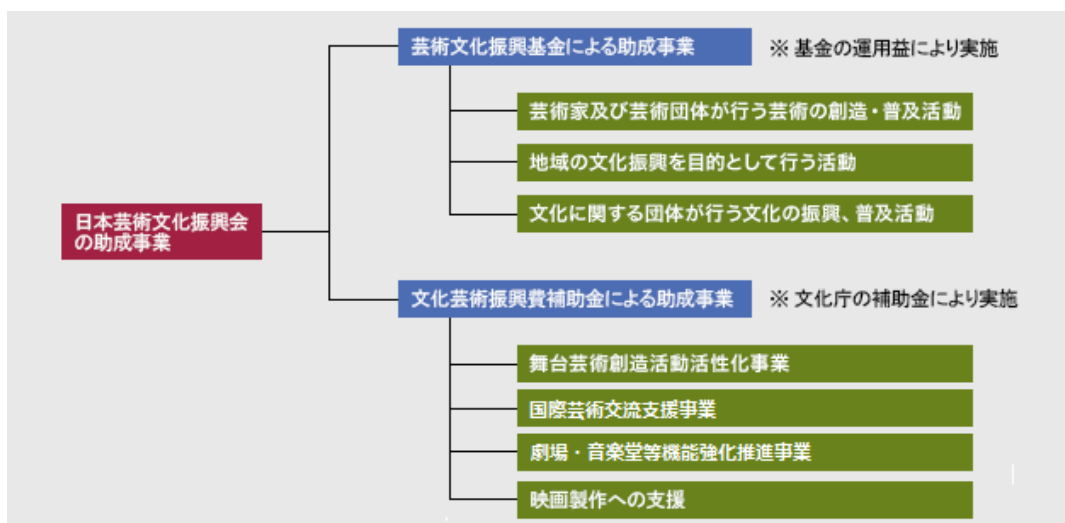 芸術文化振興基金による助成事業 ※ 基金の運用益により実施
芸術家及び芸術団体が行う芸術の創造・普及活動
地域の文化振興を目的として行う活動
文化に関する団体が行う文化の振興、普及活動
日本芸術文化振興会
の助成事業
文化芸術振興費補助金による助成事業 ※ 文化庁の補助金により実施
舞台芸術創造活動活性化事業
国際芸術交流支援事業
劇場・音楽堂等機能強化推進事業
映画製作への支援